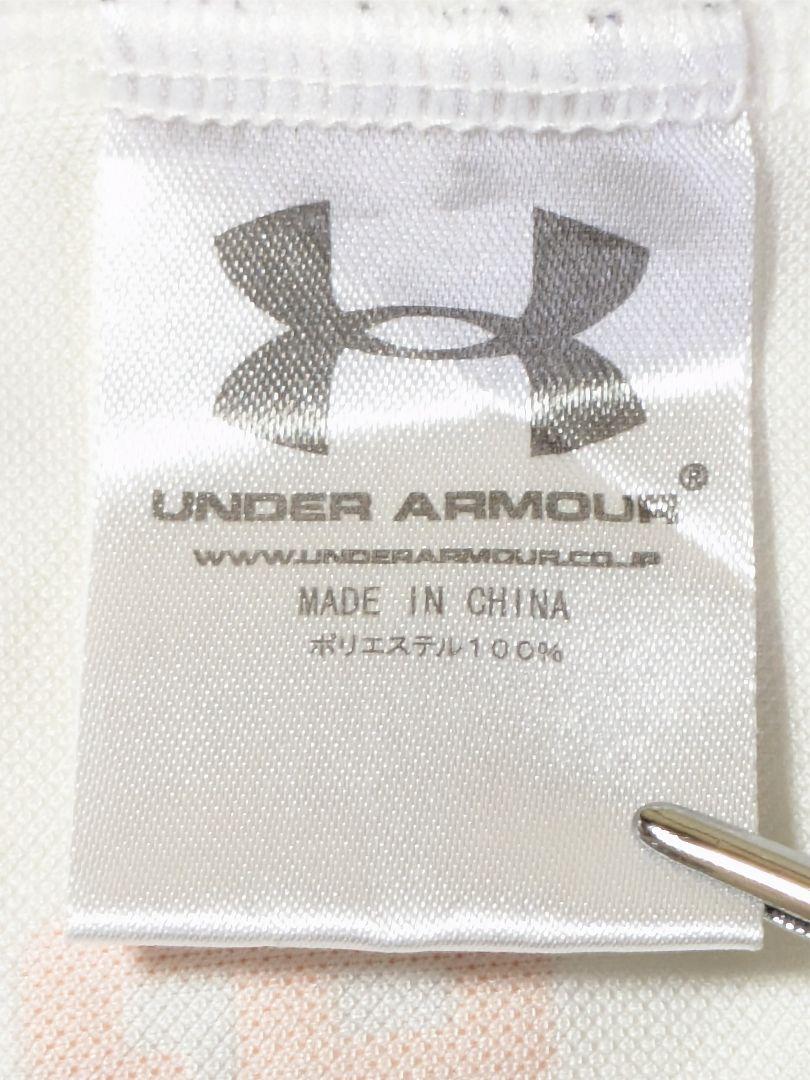 UNDER ARMOUR®
WWW.UNDERARMOUR.CO.JP
MADE IN CHINA
ポリエステル100%